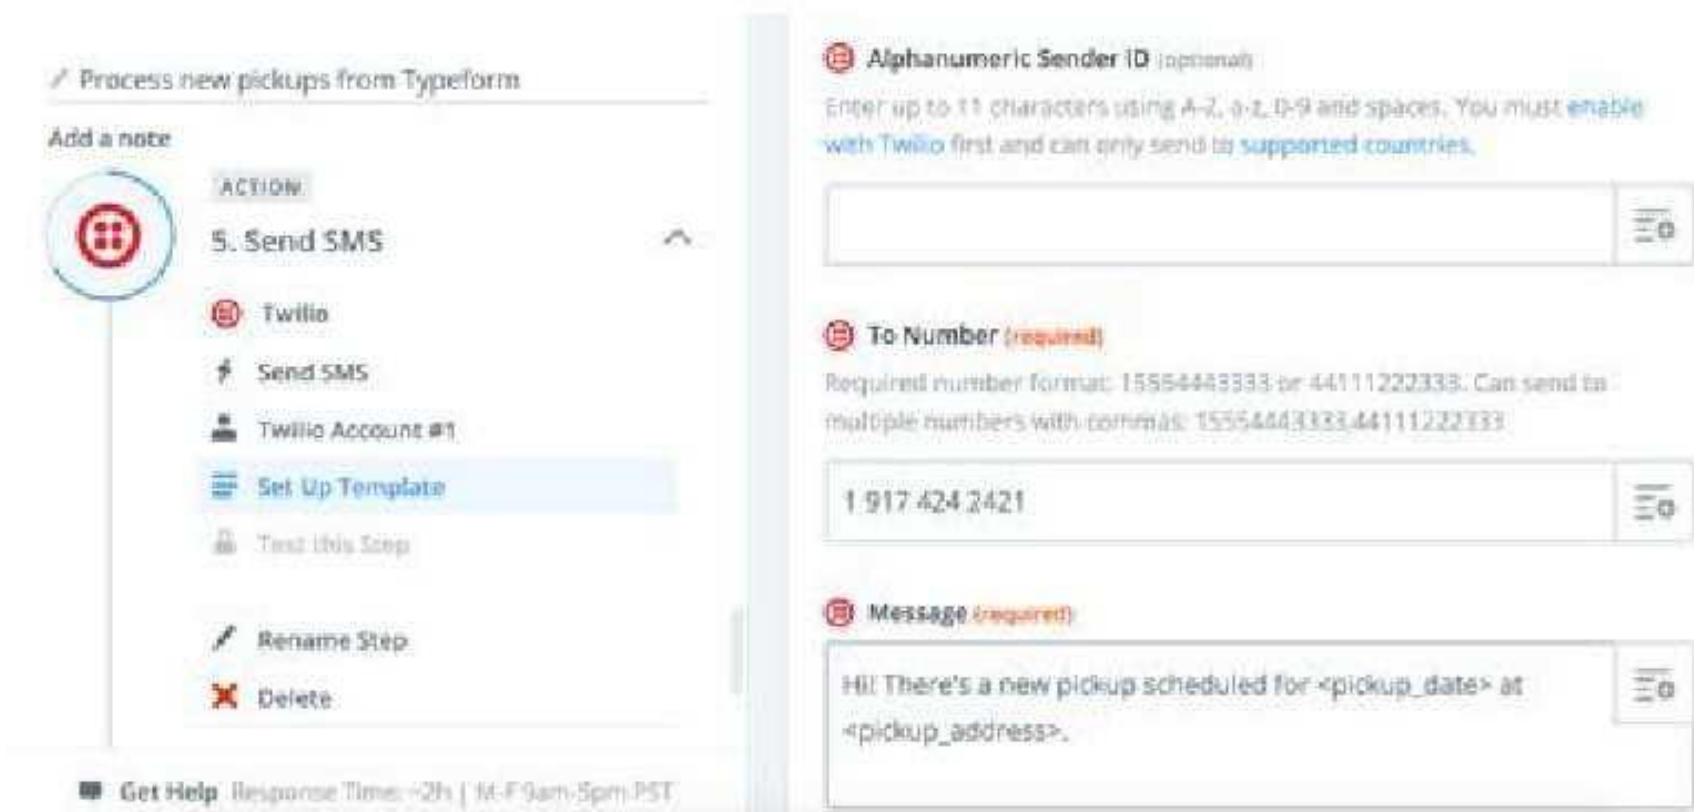 Process new pickups from Typeform
Add a note
ACTION
5. Send SMS
Twilio
Send SMS
Twilio Account #1
Set Up Template
Test this Step
Rename Step
Delete
Get Help Response Time: ~2h | M-F 9am-5pm PST
Alphanumeric Sender ID (optional)
Enter up to 11 characters using A-Z, a-z, 0-9 and spaces. You must enable
with Twilio first and can only send to supported countries.
To Number (required)
Required number format: 15554443333 or 44111222333. Can send to
multiple numbers with commas: 15554443333,44111222333
1 917 424 2421
Message (required)
Hi! There's a new pickup scheduled for <pickup_date> at
<pickup_address>.